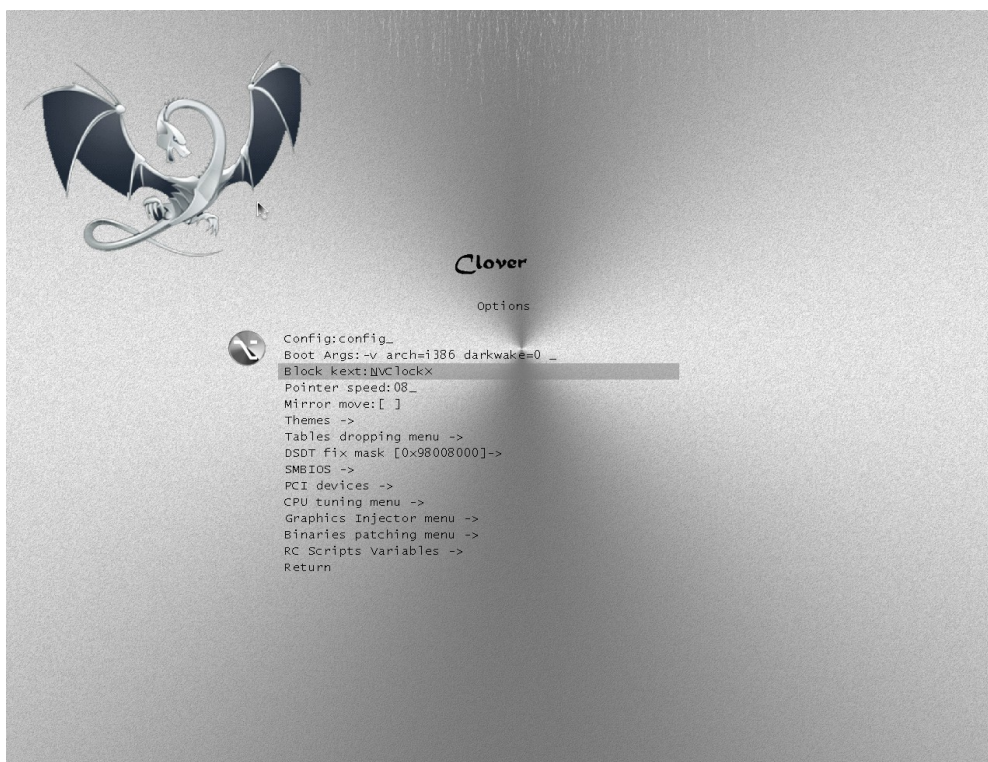 Clover
Options
Config:config_
Boot Args:-v arch=i386 darkwake=0 _
Block kext:NVClockX
Pointer speed:08_
Mirror move:[ ]
Themes ->
Tables dropping menu ->
DSDT fix mask [0x98008000]->
SMBIOS ->
PCI devices ->
CPU tuning menu ->
Graphics Injector menu ->
Binaries patching menu ->
RC Scripts Variables ->
Return